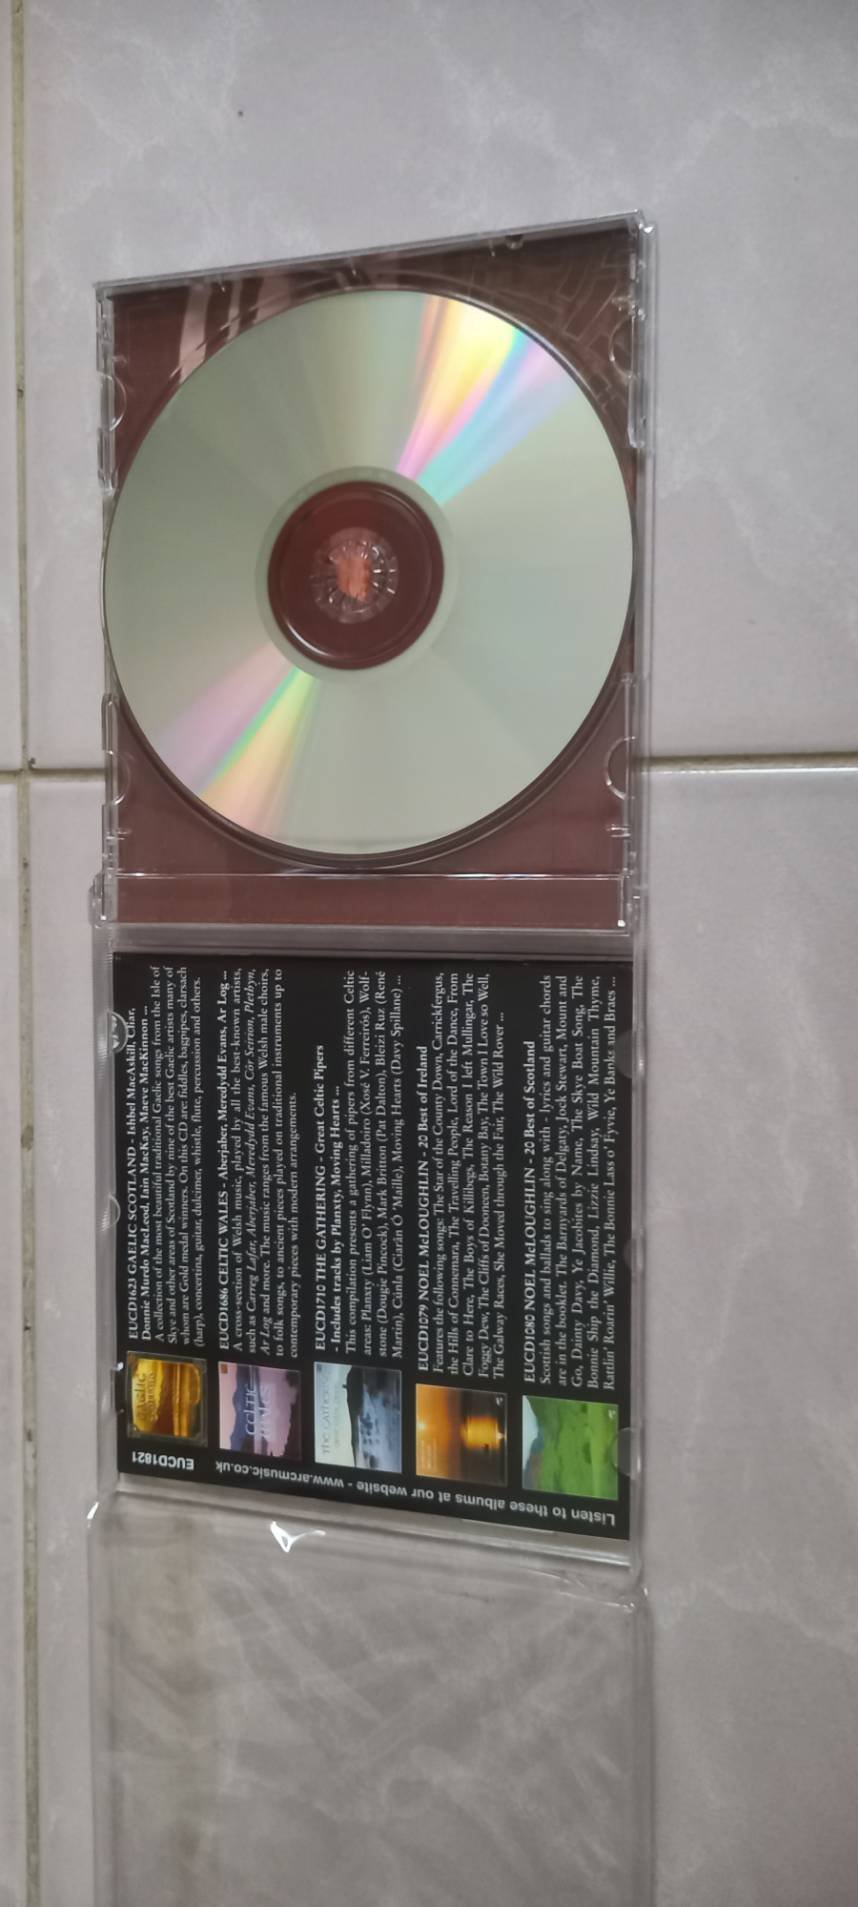 EUCD1623 GAELIC SCOTLAND - Ishbel MacAskill, Cliar,
Donnie Murdo MacLeod, Iain MacKay, Maeve MacKinnon ...
A collection of the most beautiful traditional Gaelic songs from the Isle of
Skye and other areas of Scotland by nine of the best Gaelic artists many of
whom are Gold medal winners. On this CD are: fiddles, bagpipes, clarsach
(harp), concertina, guitar, dulcimer, whistle, flute, percussion and others.
EUCD1686 CELTIC WALES - Aberjaber, Meredydd Evans, Ar Log ...
A cross-section of Welsh music, played by all the best-known artists,
such as Carreg Lafar, Aberjaber, Meredydd Evans, Côr Seirion, Plethyn,
Ar Log and more. The music ranges from the famous Welsh male choirs,
to folk songs, to ancient pieces played on traditional instruments up to
contemporary pieces with modern arrangements.
EUCD1710 THE GATHERING - Great Celtic Pipers
- Includes tracks by Planxty, Moving Hearts ...
This compilation presents a gathering of pipers from different Celtic
areas: Planxty (Liam O' Flynn), Milladoiro (Xosé V. Ferreirós), Wolf-
stone (Dougie Pincock), Mark Britton (Pat Dalton), Bleizi Ruz (René
Martin), Cúnla (Ciarán Ó 'Maille), Moving Hearts (Davy Spillane) ...
EUCD1079 NOEL McLOUGHLIN - 20 Best of Ireland
Features the following songs: The Star of the County Down, Carrickfergus,
the Hills of Connemara, The Travelling People, Lord of the Dance, From
Clare to Here, The Boys of Killibegs, The Reason I left Mullingar, The
Foggy Dew, The Cliffs of Dooneen, Botany Bay, The Town I Love so Well,
The Galway Races, She Moved through the Fair, The Wild Rover ...
EUCD1080 NOEL McLOUGHLIN - 20 Best of Scotland
Scottish songs and ballads to sing along with - lyrics and guitar chords
are in the booklet. The Barnyards of Delgaty, Jock Stewart, Mount and
Go, Dainty Davy, Ye Jacobites by Name, The Skye Boat Song, The
Bonnie Ship the Diamond, Lizzie Lindsay, Wild Mountain Thyme,
Rattlin' Roarin' Willie, The Bonnie Lass o' Fyvie, Ye Banks and Braes ...
GAELIC
CELTIC
WALES
THE GATHERING
Listen to these albums at our website - www.arcmusic.co.uk
EUCD1821